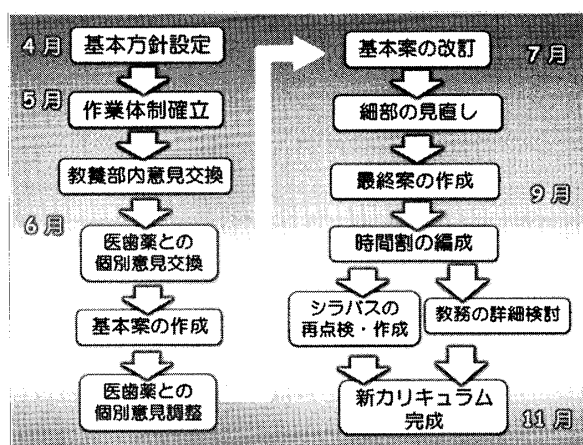 4月
基本方針設定
5月
作業体制確立
教養部内意見交換
6月
医歯薬との
個別意見交換
基本案の作成
医歯薬との
個別意見調整
基本案の改訂
7月
細部の見直し
最終案の作成
9月
時間割の編成
シラバスの
再点検・作成
教務の詳細検討
新カリキュラム
完成
11月